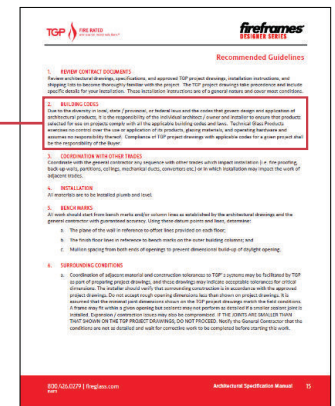 TGP FIRE RATED
fireframes®
DESIGNER SERIES
Recommended Guidelines
1. REVIEW CONTRACT DOCUMENTS
Review architectural drawings, specifications, and approved TGP project drawings, installation instructions, and
shipping lists to become thoroughly familiar with the project. The TGP project drawings take precedence and include
specific details for your installation. These installation instructions are of a general nature and cover most conditions.
2. BUILDING CODES
Due to the diversity in local, state / provincial, or federal laws and the codes that govern design and application of
architectural products, it is the responsibility of the individual architect / owner and installer to ensure that products
selected for use on projects comply with all the applicable building codes and laws. Technical Glass Products
exercises no control over the use or application of its products, glazing materials, and operating hardware and
assumes no responsibility thereof. Compliance of TGP project drawings with applicable codes for a given project shall
be the responsibility of the Buyer.
3. COORDINATION WITH OTHER TRADES
Coordinate with the general contractor any sequence with other trades which impact installation (i.e. fire proofing,
back-up walls, partitions, ceilings, mechanical ducts, converters etc.) or in which installation may impact the work of
adjacent trades.
4. INSTALLATION
All materials are to be installed plumb and level.
5. BENCH MARKS
All work should start from bench marks and/or column lines as established by the architectural drawings and the
general contractor with guaranteed accuracy. Using these datum points and lines, determine:
a. The plane of the wall in reference to offset lines provided on each floor;
b. The finish floor lines in reference to bench marks on the outer building columns; and
c. Mullion spacing from both ends of openings to prevent dimensional build-up of daylight opening.
6. SURROUNDING CONDITIONS
a. Coordination of adjacent material and construction tolerances to TGP's systems may be facilitated by TGP
as part of preparing project drawings, and these drawings may indicate acceptable tolerances for critical
dimensions. The installer should verify that surrounding construction is in accordance with the approved
project drawings. Do not accept rough opening dimensions less than shown on project drawings. It is
assumed that the minimal joint dimensions shown on the TGP project drawings match the field conditions.
A frame may fit within a given opening but sealants may not perform as detailed if a smaller sealant joint is
installed. Expansion / contraction issues may also be compromised. IF THE JOINTS ARE SMALLER THAN
THAT SHOWN ON THE TGP PROJECT DRAWINGS, DO NOT PROCEED. Notify the General Contractor that the
conditions are not as detailed and wait for corrective work to be completed before starting this work.
800.426.0279 | fireglass.com
Architectural Specification Manual 15